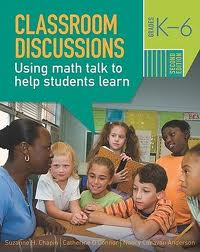 CLASSROOM
DISCUSSIONS
Using math talk to
help students learn
GRADES
K–6
SECOND EDITION
Suzanne H. Chapin | Catherine O'Connor | Nancy Canavan Anderson